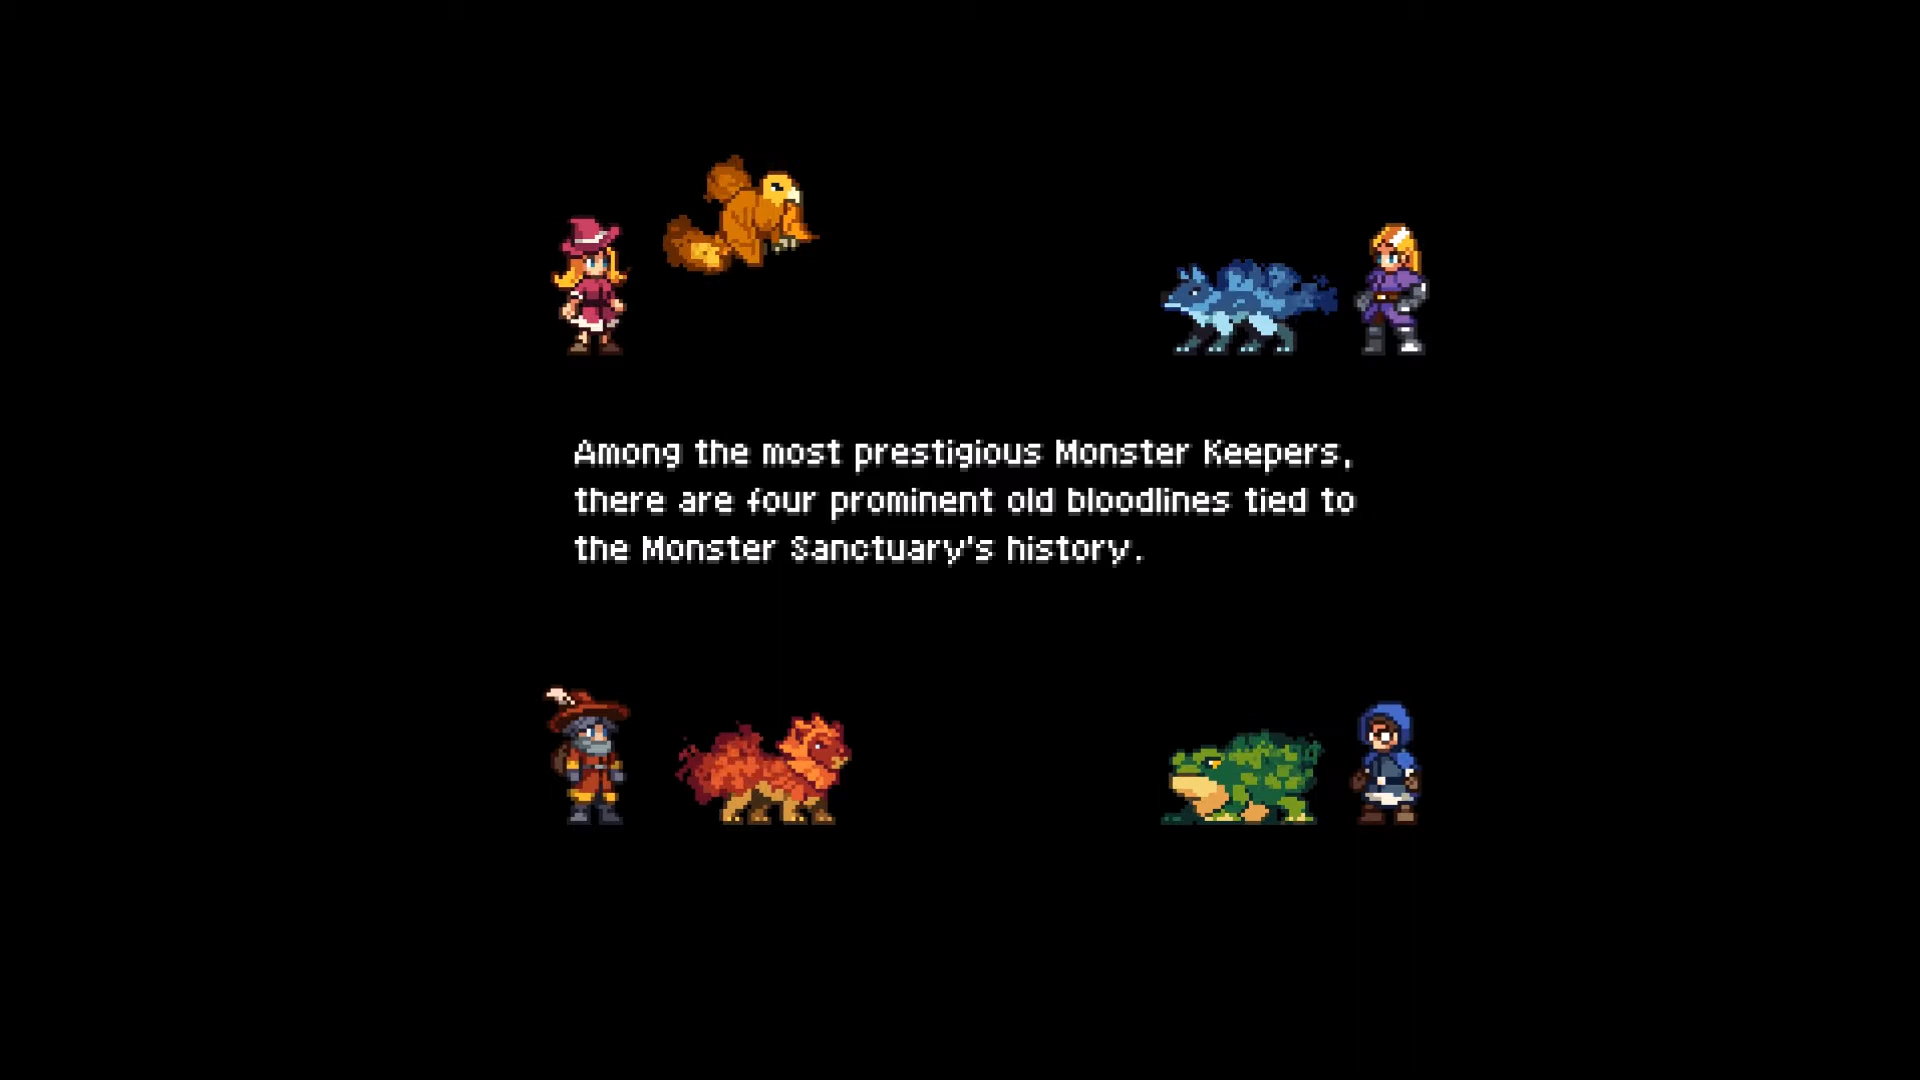 Among the most prestigious Monster Keepers,
there are four prominent old bloodlines tied to
the Monster Sanctuary's history.